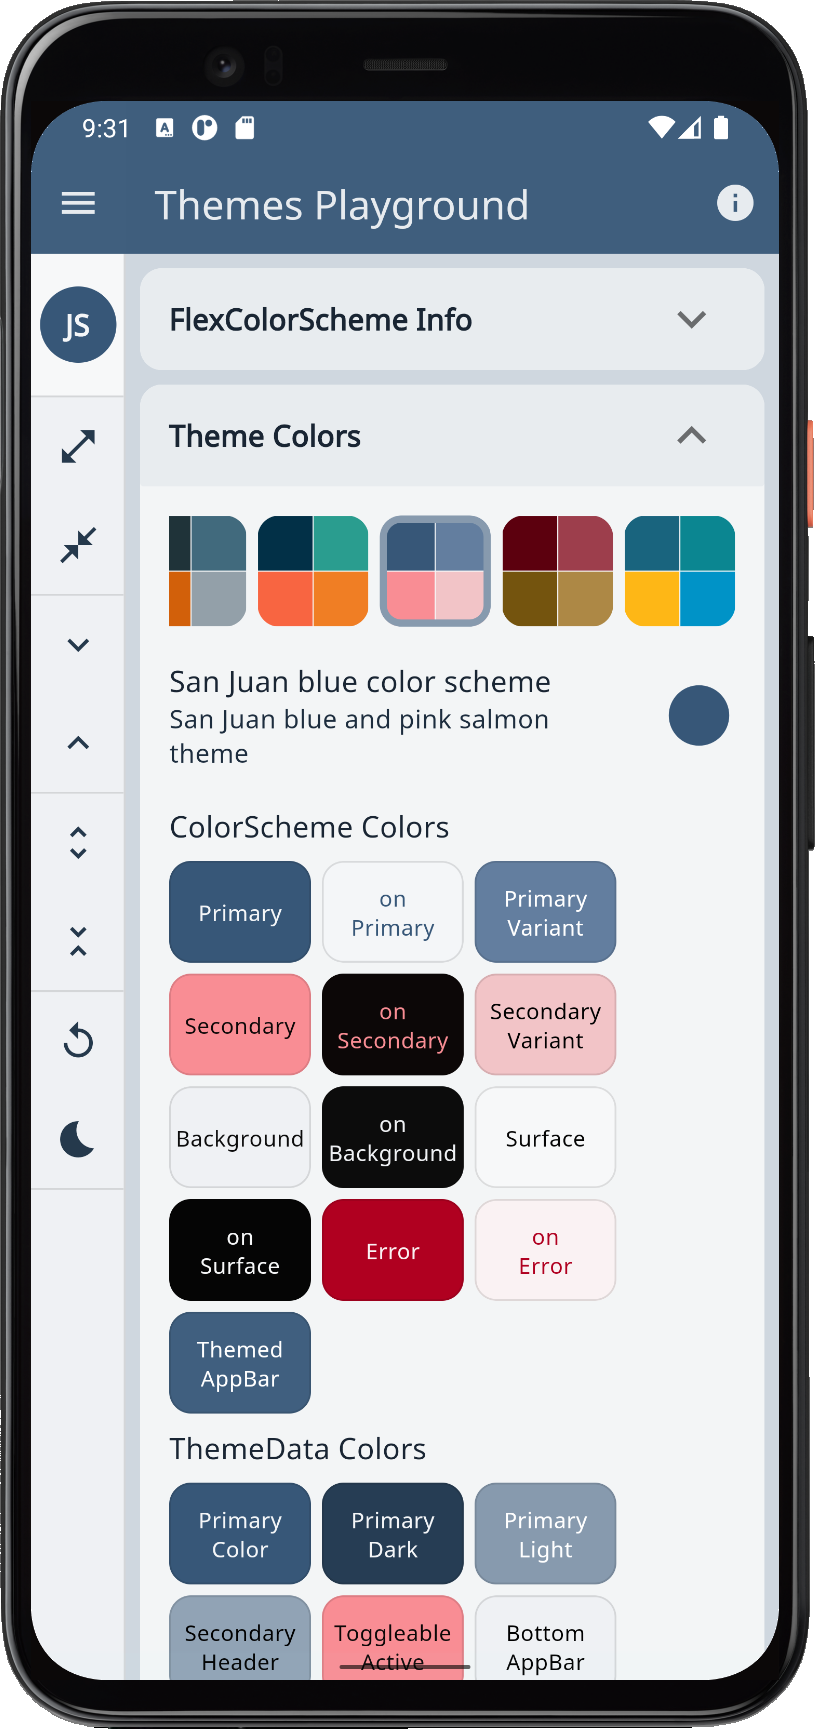 9:31
A
Themes Playground
JS
FlexColorScheme Info
Theme Colors
San Juan blue color scheme
San Juan blue and pink salmon
theme
ColorScheme Colors
Primary
on
Primary
Primary
Variant
Secondary
on
Secondary
Secondary
Variant
Background
on
Background
Surface
on
Surface
Error
on
Error
Themed
AppBar
ThemeData Colors
Primary
Color
Primary
Dark
Primary
Light
Secondary
Header
Toggleable
Active
Bottom
AppBar